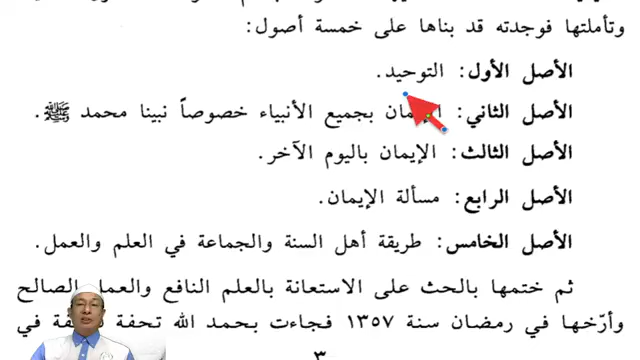 وتأملتها فوجدته قد بناها على خمسة أصول:
الأصل الأول: التوحيد.
الأصل الثاني: الإيمان بجميع الأنبياء خصوصاً نبينا محمد ﷺ.
الأصل الثالث: الإيمان باليوم الآخر.
الأصل الرابع: مسألة الإيمان.
الأصل الخامس: طريقة أهل السنة والجماعة في العلم والعمل.
ثم ختمها بالحث على الاستعانة بالعلم النافع والعمل الصالح
وأرّخها في رمضان سنة ١٣٥٧ فجاءت بحمد الله تحفة في
٣